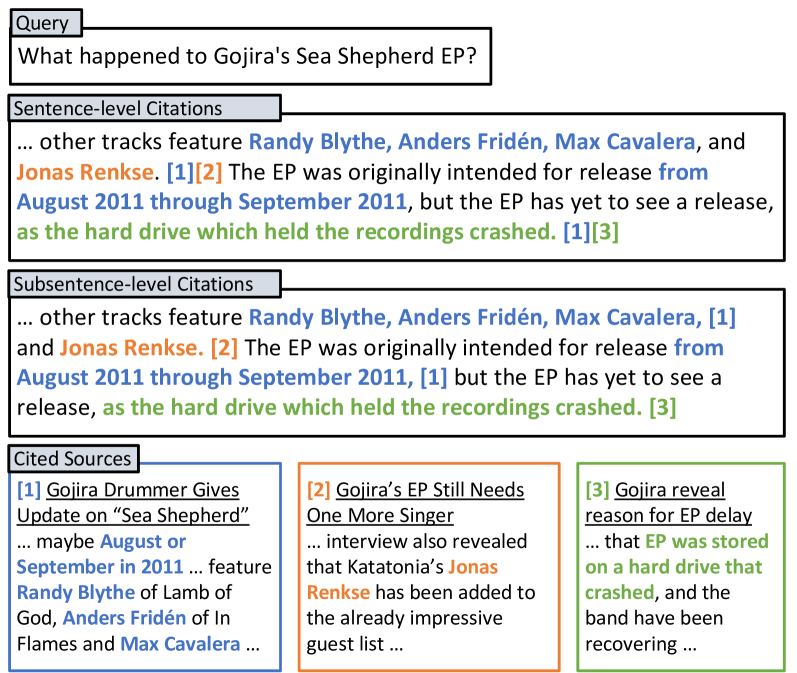 Query
What happened to Gojira's Sea Shepherd EP?
Sentence-level Citations
... other tracks feature Randy Blythe, Anders Fridén, Max Cavalera, and
Jonas Renkse. [1][2] The EP was originally intended for release from
August 2011 through September 2011, but the EP has yet to see a release,
as the hard drive which held the recordings crashed. [1][3]
Subsentence-level Citations
... other tracks feature Randy Blythe, Anders Fridén, Max Cavalera, [1]
and Jonas Renkse. [2] The EP was originally intended for release from
August 2011 through September 2011, [1] but the EP has yet to see a
release, as the hard drive which held the recordings crashed. [3]
Cited Sources
[1] Gojira Drummer Gives
Update on “Sea Shepherd”
... maybe August or
September in 2011 ... feature
Randy Blythe of Lamb of
God, Anders Fridén of In
Flames and Max Cavalera ...
[2] Gojira’s EP Still Needs
One More Singer
... interview also revealed
that Katatonia’s Jonas
Renkse has been added to
the already impressive
guest list ...
[3] Gojira reveal
reason for EP delay
... that EP was stored
on a hard drive that
crashed, and the
band have been
recovering ...